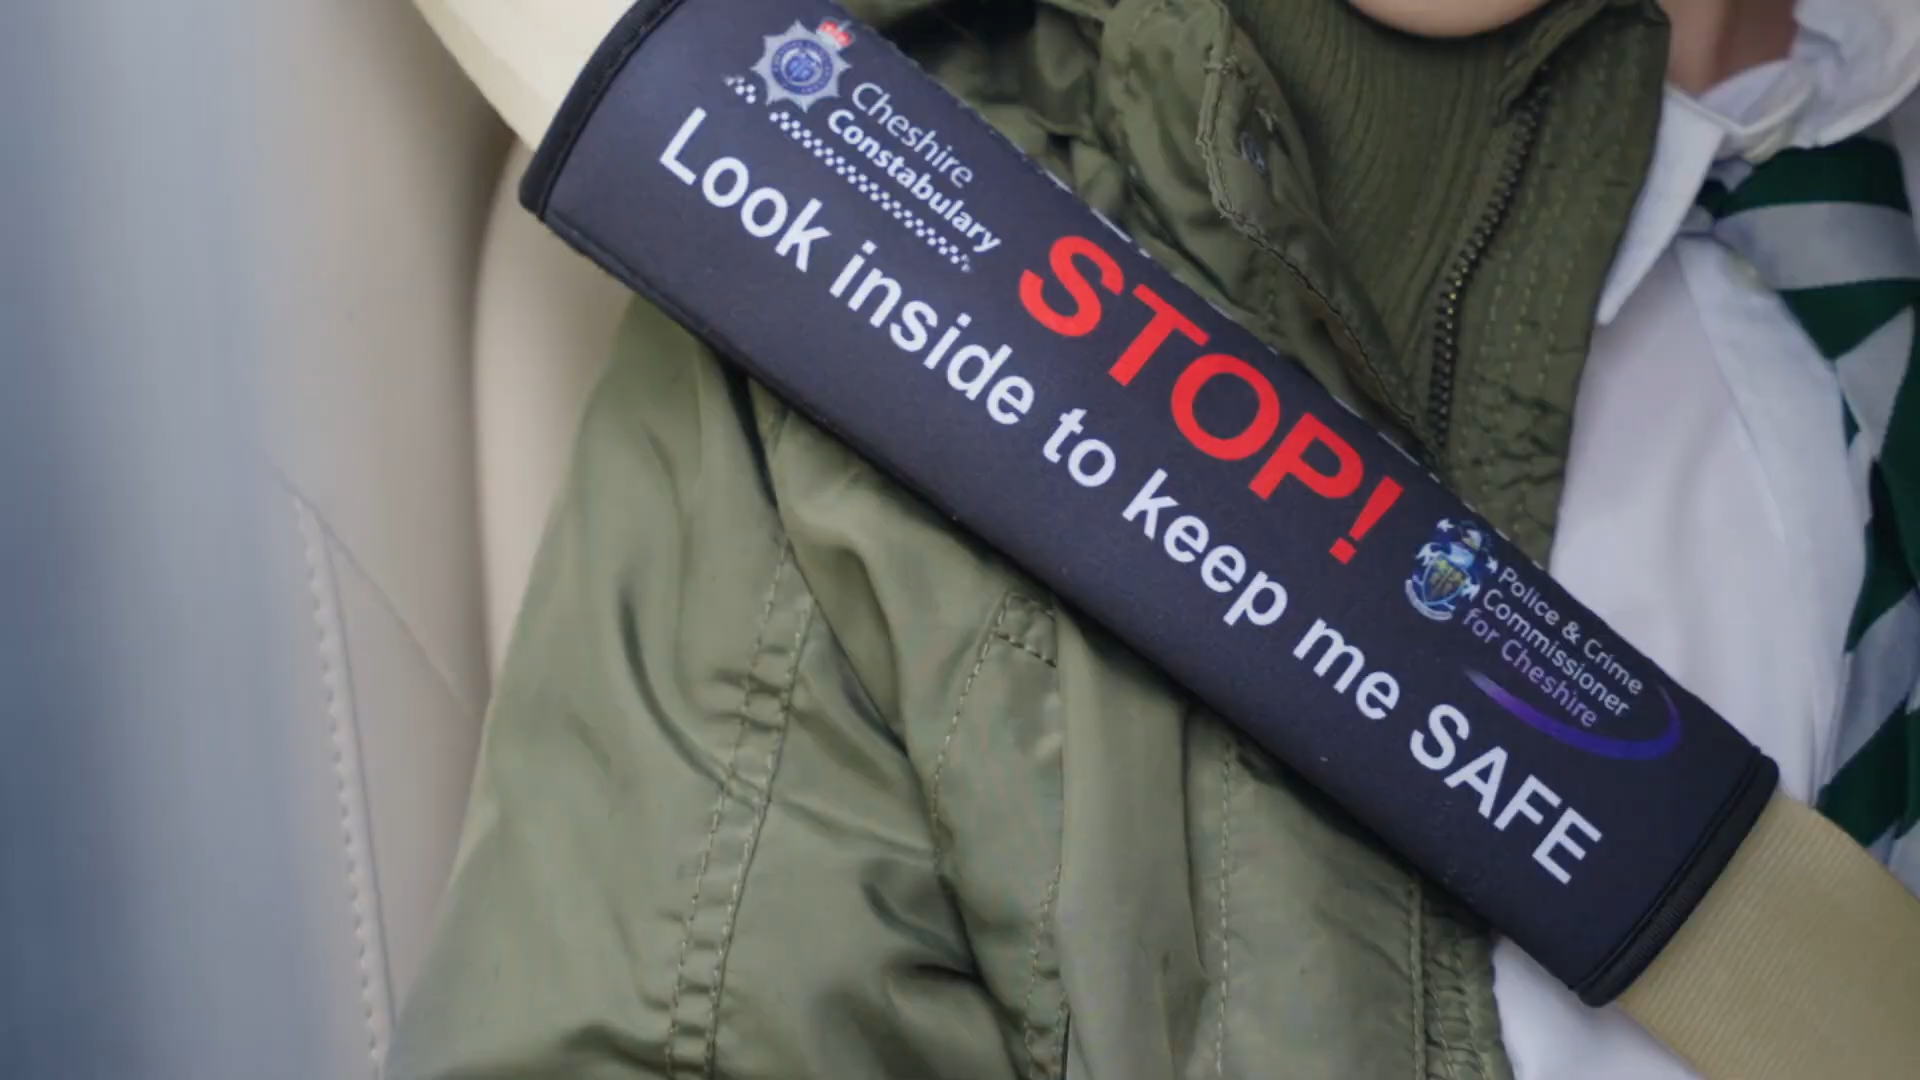 Cheshire
Constabulary
STOP!
Look inside to keep me SAFE
Police & Crime
Commissioner
for Cheshire